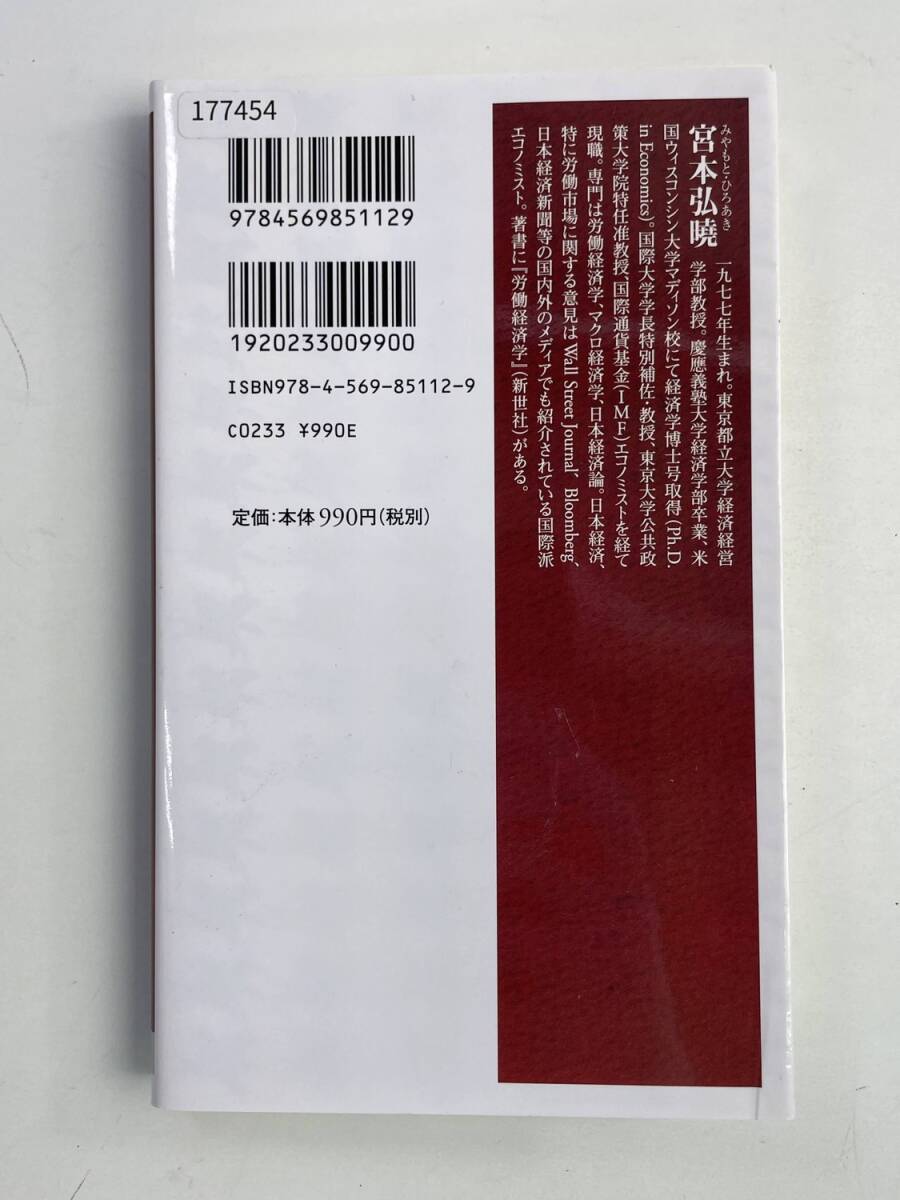 177454
9784569851129
1920233009900
ISBN978-4-569-85112-9
C0233 ¥990E
定価：本体990円（税別）
みやもと・ひろあき
宮本弘曉
一九七七年生まれ。東京都立大学経済経営
学部教授。慶應義塾大学経済学部卒業、米
国ウィスコンシン大学マディソン校にて経済学博士号取得（Ph.D.
in Economics）。国際大学学長特別補佐・教授、東京大学公共政
策大学院特任准教授、国際通貨基金（IMF）エコノミストを経て
現職。専門は労働経済学、マクロ経済学、日本経済論。日本経済、
特に労働市場に関する意見はWall Street Journal、Bloomberg、
日本経済新聞等の国内外のメディアでも紹介されている国際派
エコノミスト。著書に『労働経済学』（新世社）がある。